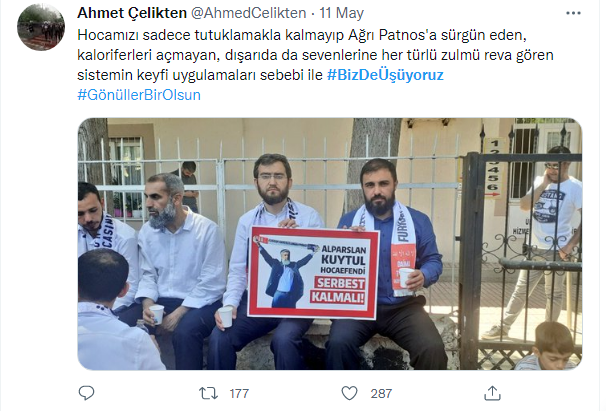 Ahmet Çelikten @AhmedCelikten · 11 May
Hocamızı sadece tutuklamakla kalmayıp Ağrı Patnos'a sürgün eden,
kaloriferleri açmayan, dışarıda da sevenlerine her türlü zulmü reva gören
sistemin keyfi uygulamaları sebebi ile #BizDeÜşüyoruz
#GönüllerBirOlsun
ALPARSLAN
KUYTUL
HOCAEFENDİ
SERBEST
KALMALI!
FURK
123456
177
287